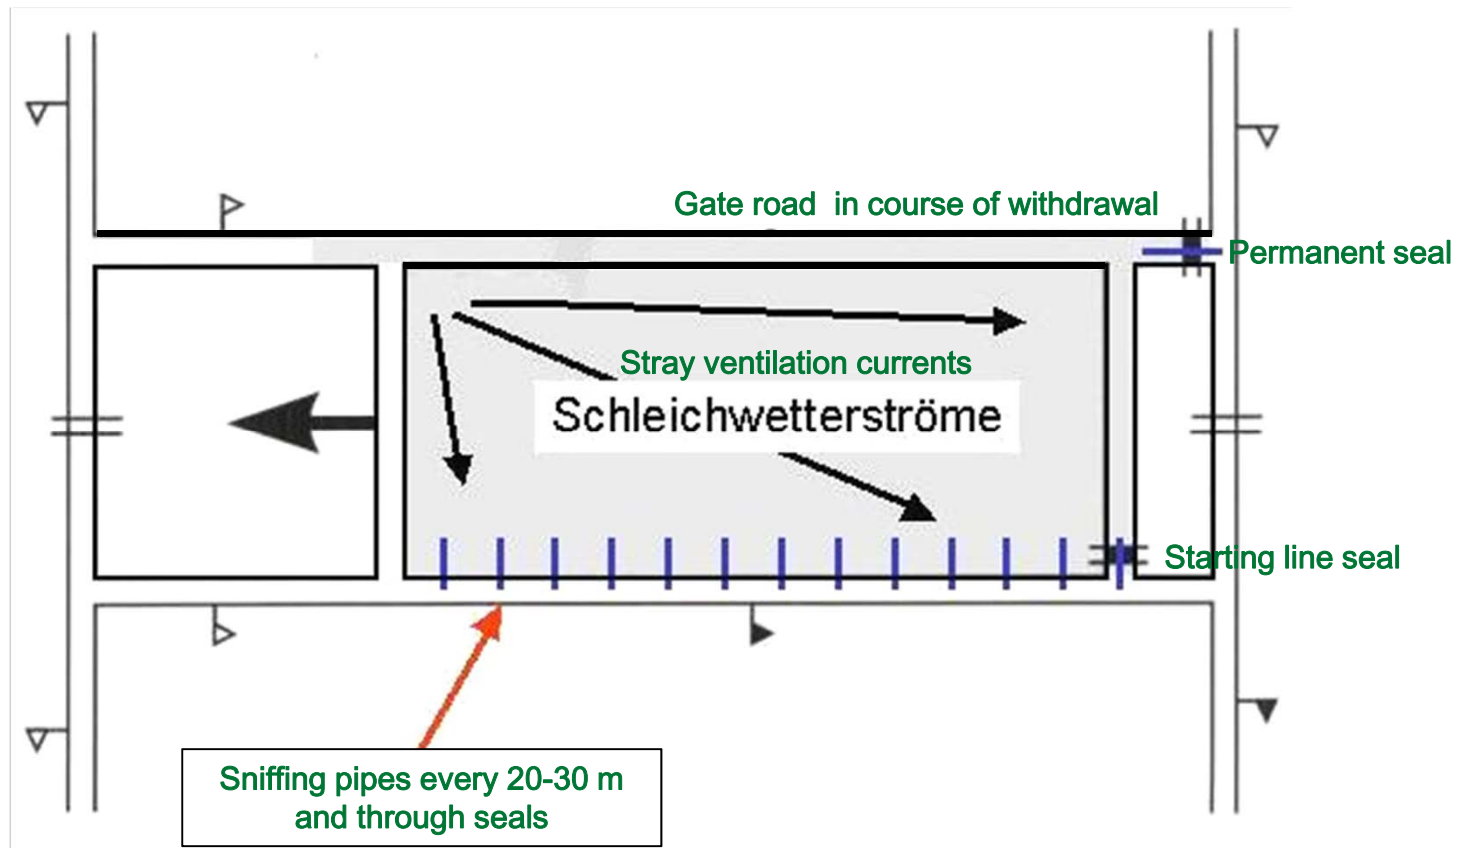 Gate road  in course of withdrawal
Permanent seal
Stray ventilation currents
Schleichwetterströme
Starting line seal
Sniffing pipes every 20-30 m
and through seals